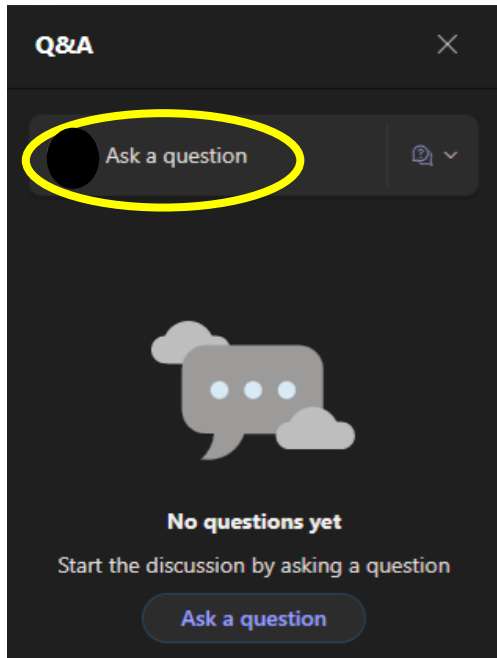 Q&A
Ask a question
No questions yet
Start the discussion by asking a question
Ask a question